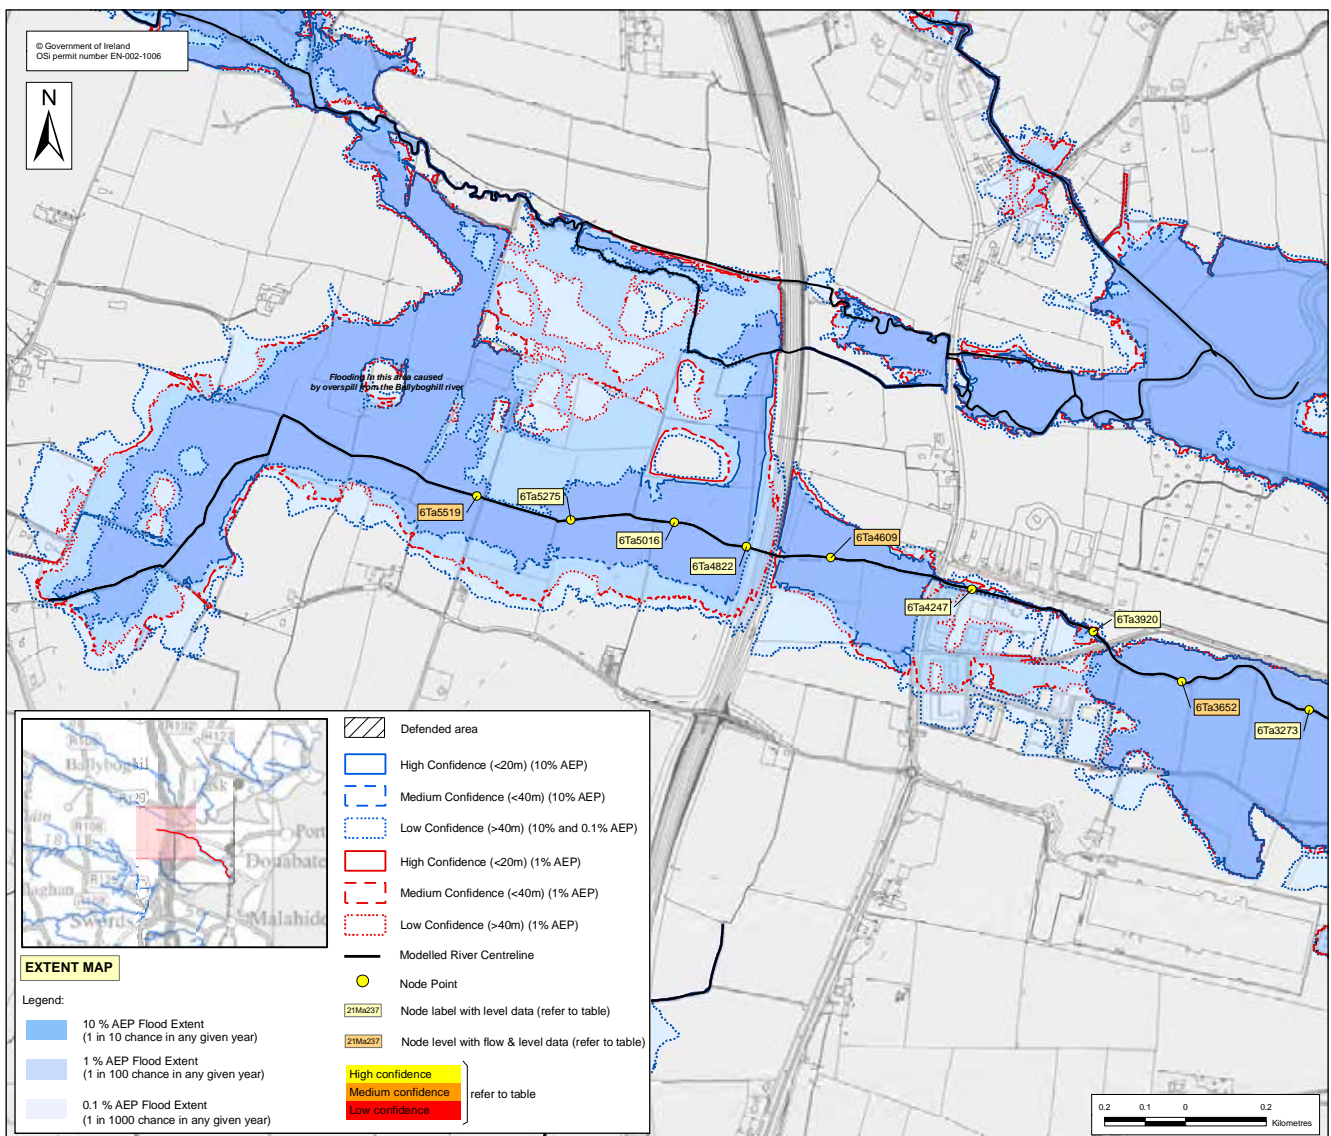 © Government of Ireland
OSi permit number EN-002-1006
N
Flooding in this area caused
by overspill from the Ballyboghil river
6Ta5519
6Ta5275
6Ta5016
6Ta4822
6Ta4609
6Ta4247
6Ta3920
6Ta3652
6Ta3273
R132
Ballyboghil
R129
R108
Donabate
Swords
Malahide
EXTENT MAP
Legend:
10 % AEP Flood Extent
(1 in 10 chance in any given year)
1 % AEP Flood Extent
(1 in 100 chance in any given year)
0.1 % AEP Flood Extent
(1 in 1000 chance in any given year)
Defended area
High Confidence (<20m) (10% AEP)
Medium Confidence (<40m) (10% AEP)
Low Confidence (>40m) (10% and 0.1% AEP)
High Confidence (<20m) (1% AEP)
Medium Confidence (<40m) (1% AEP)
Low Confidence (>40m) (1% AEP)
Modelled River Centreline
Node Point
21Ma237 Node label with level data (refer to table)
21Ma237 Node level with flow & level data (refer to table)
High confidence
Medium confidence
Low confidence
refer to table
0.2 0.1 0 0.2
Kilometres